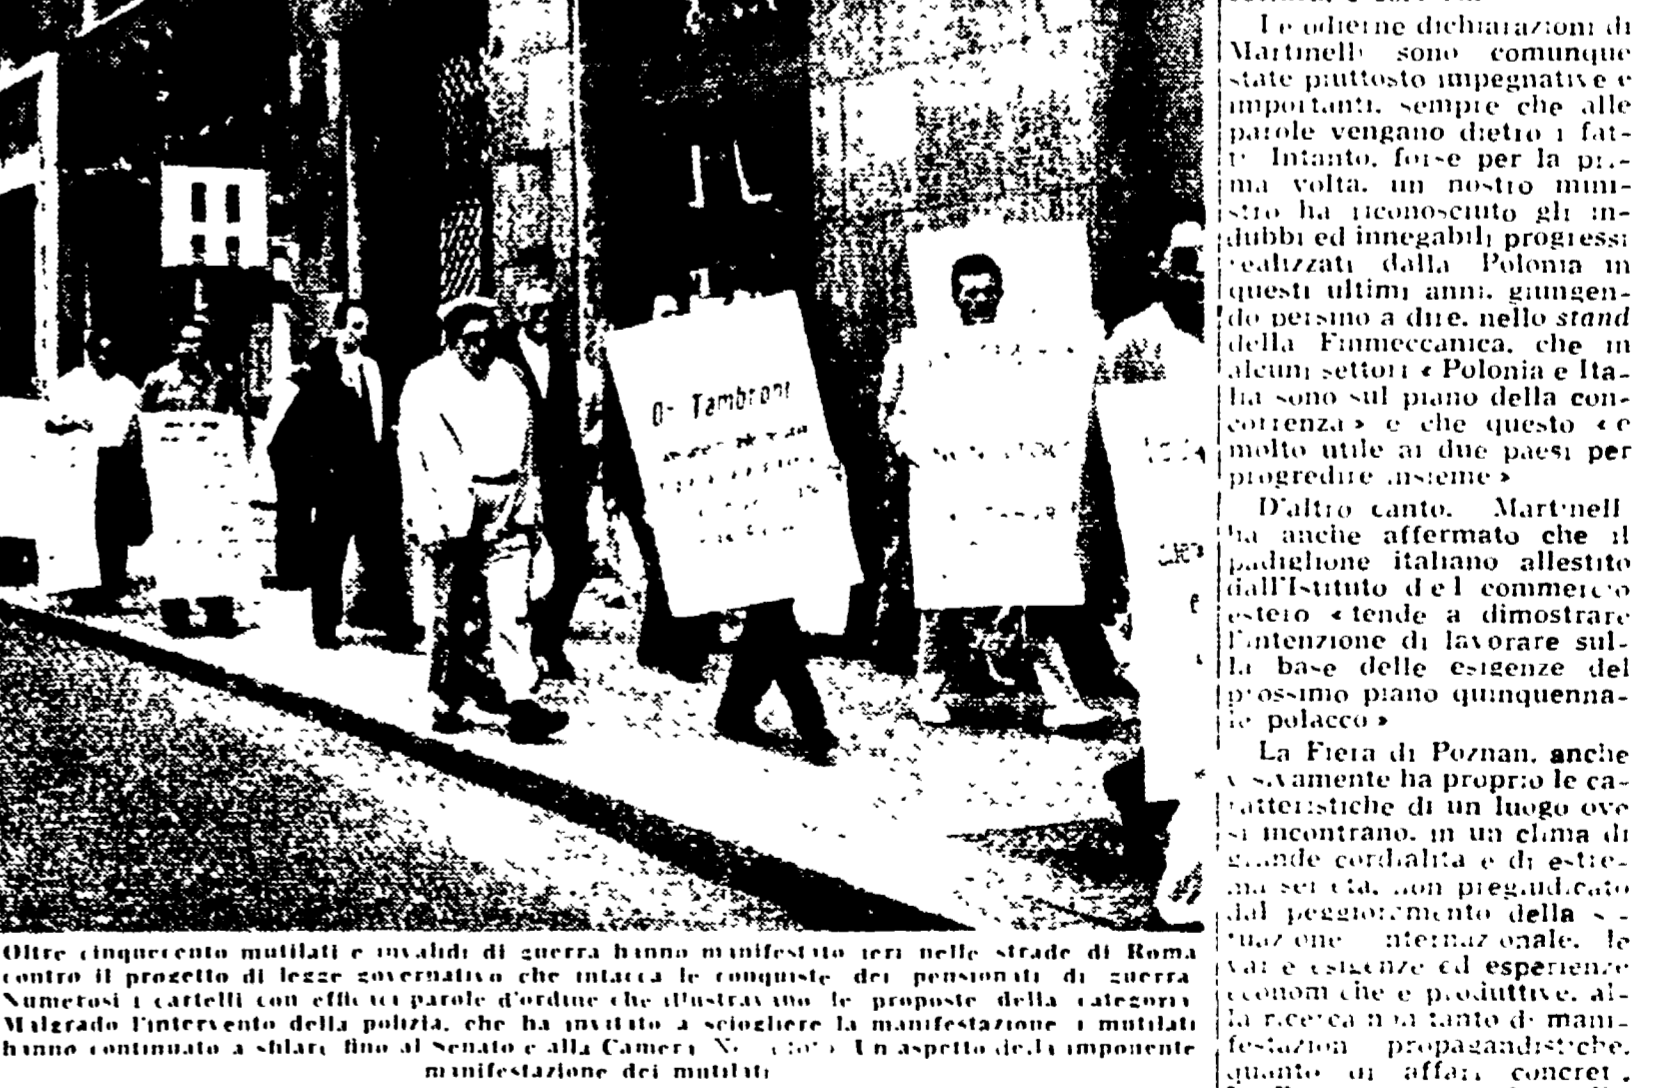 On Tambroni
Oltre cinquecento mutilati e invalidi di guerra hanno manifestato ieri nelle strade di Roma
contro il progetto di legge governativo che intacca le conquiste dei pensionati di guerra
Numerosi i cartelli con efficaci parole d'ordine che illustravano le proposte della categoria
Malgrado l'intervento della polizia, che ha invitato a sciogliere la manifestazione i mutilati
hanno continuato a sfilare fino al Senato e alla Camera Un aspetto della imponente
manifestazione dei mutilati
Le odierne dichiarazioni di
Martinelli sono comunque
state piuttosto impegnative e
importanti, sempre che alle
parole vengano dietro i fat-
ti Intanto, forse per la pri-
ma volta, un nostro mini-
stro ha riconosciuto gli in-
dubbi ed innegabili progressi
realizzati dalla Polonia in
questi ultimi anni, giungen-
do persino a dire, nello stand
della Finmeccanica, che in
alcuni settori « Polonia e Ita-
lia sono sul piano della con-
correnza » e che questo « e
molto utile ai due paesi per
progredire insieme »
D'altro canto, Martinell
ha anche affermato che il
padiglione italiano allestito
dall'Istituto del commercio
estero « tende a dimostrare
l'intenzione di lavorare sul-
la base delle esigenze del
prossimo piano quinquenna-
le polacco »
La Fiera di Poznan, anche
visivamente ha proprio le ca-
ratteristiche di un luogo ove
si incontrano, in un clima di
grande cordialita e di estre-
ma serieta, non pregiudicato
dal peggioramento della si-
tuazione internazionale, le
varie esigenze ed esperienze
economiche e produttive, al-
la ricerca non tanto di mani-
festazion propagandistiche,
quanto di affari concret,